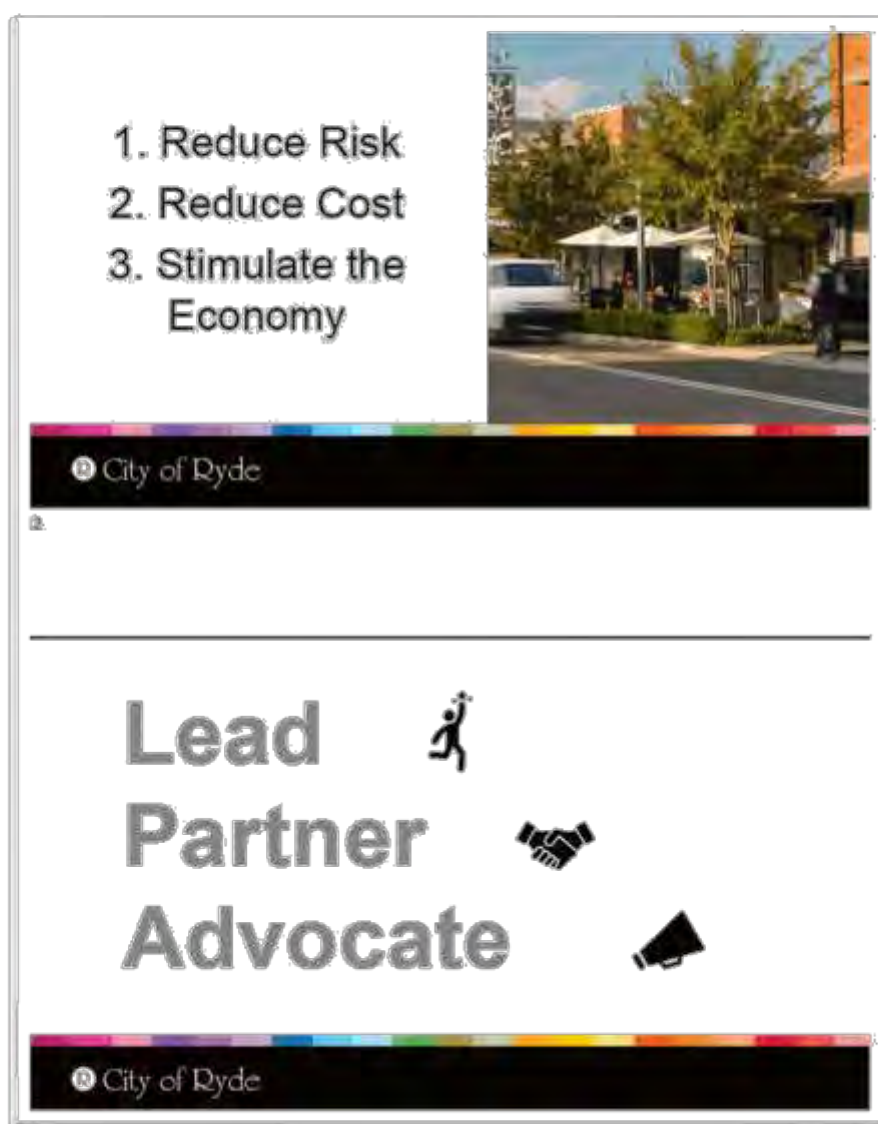 1. Reduce Risk
2. Reduce Cost
3. Stimulate the
Economy
City of Ryde
Lead
Partner
Advocate
City of Ryde